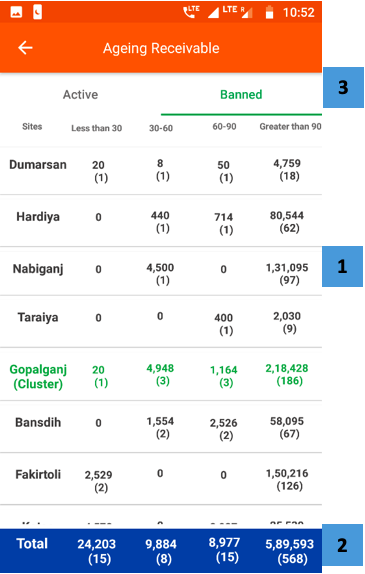 LTE LTE R 10:52
Ageing Receivable
3
Active Banned
Sites Less than 30 30-60 60-90 Greater than 90
Dumarsan 20 8 50 4,759
(1) (1) (1) (18)
Hardiya 0 440 714 80,544
(1) (1) (62)
Nabiganj 0 4,500 0 1,31,095 1
(1) (97)
Taraiya 0 0 400 2,030
(1) (9)
Gopalganj 20 4,948 1,164 2,18,428
(Cluster) (1) (3) (3) (186)
Bansdih 0 1,554 2,526 58,095
(2) (2) (67)
Fakirtoli 2,529 0 0 1,50,216
(2) (126)
Total 24,203 9,884 8,977 5,89,593 2
(15) (8) (15) (568)